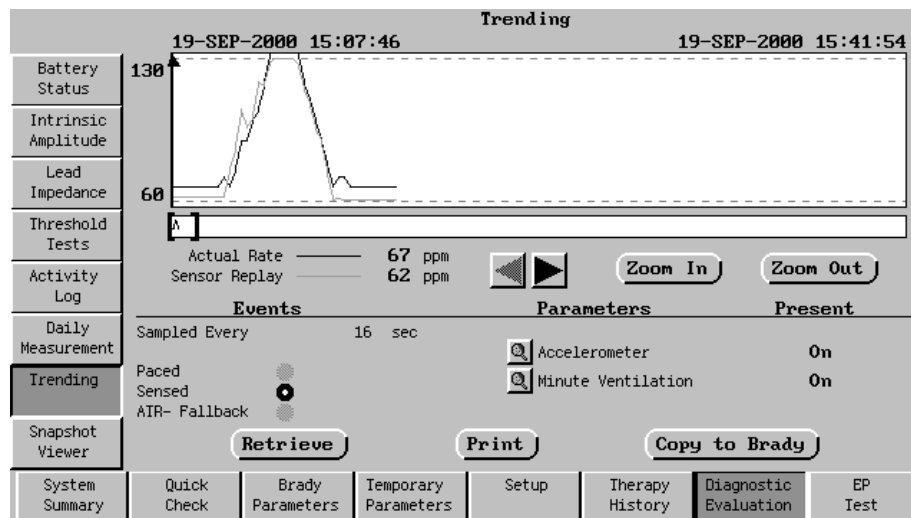 Trending
19-SEP-2000 15:07:46
19-SEP-2000 15:41:54
Battery
Status
Intrinsic
Amplitude
Lead
Impedance
Threshold
Tests
Activity
Log
Daily
Measurement
Trending
Snapshot
Viewer
130
60
Actual Rate 67 ppm
Sensor Replay 62 ppm
Zoom In
Zoom Out
Events
Sampled Every 16 sec
Paced
Sensed
ATR- Fallback
Parameters Present
Accelerometer On
Minute Ventilation On
Retrieve
Print
Copy to Brady
System
Summary
Quick
Check
Brady
Parameters
Temporary
Parameters
Setup
Therapy
History
Diagnostic
Evaluation
EP
Test